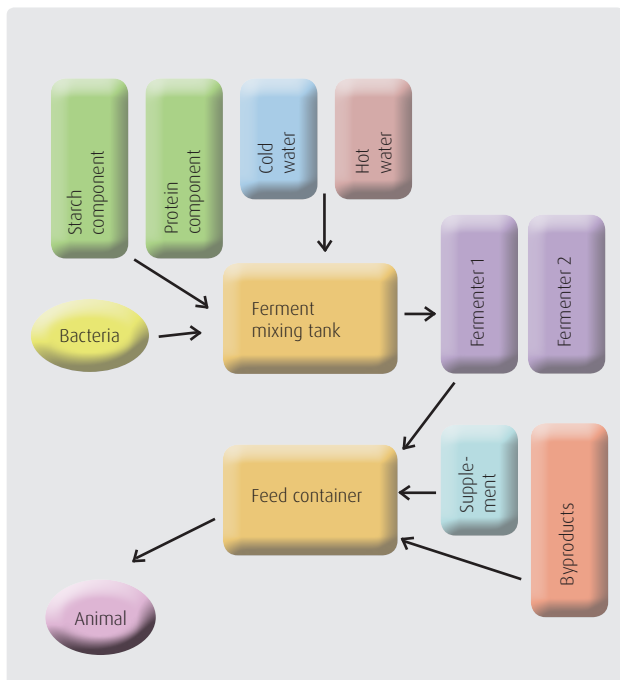 Starch
component
Protein
component
Cold
water
Hot
water
Bacteria
Ferment
mixing tank
Fermenter 1
Fermenter 2
Feed container
Supple-
ment
Byproducts
Animal